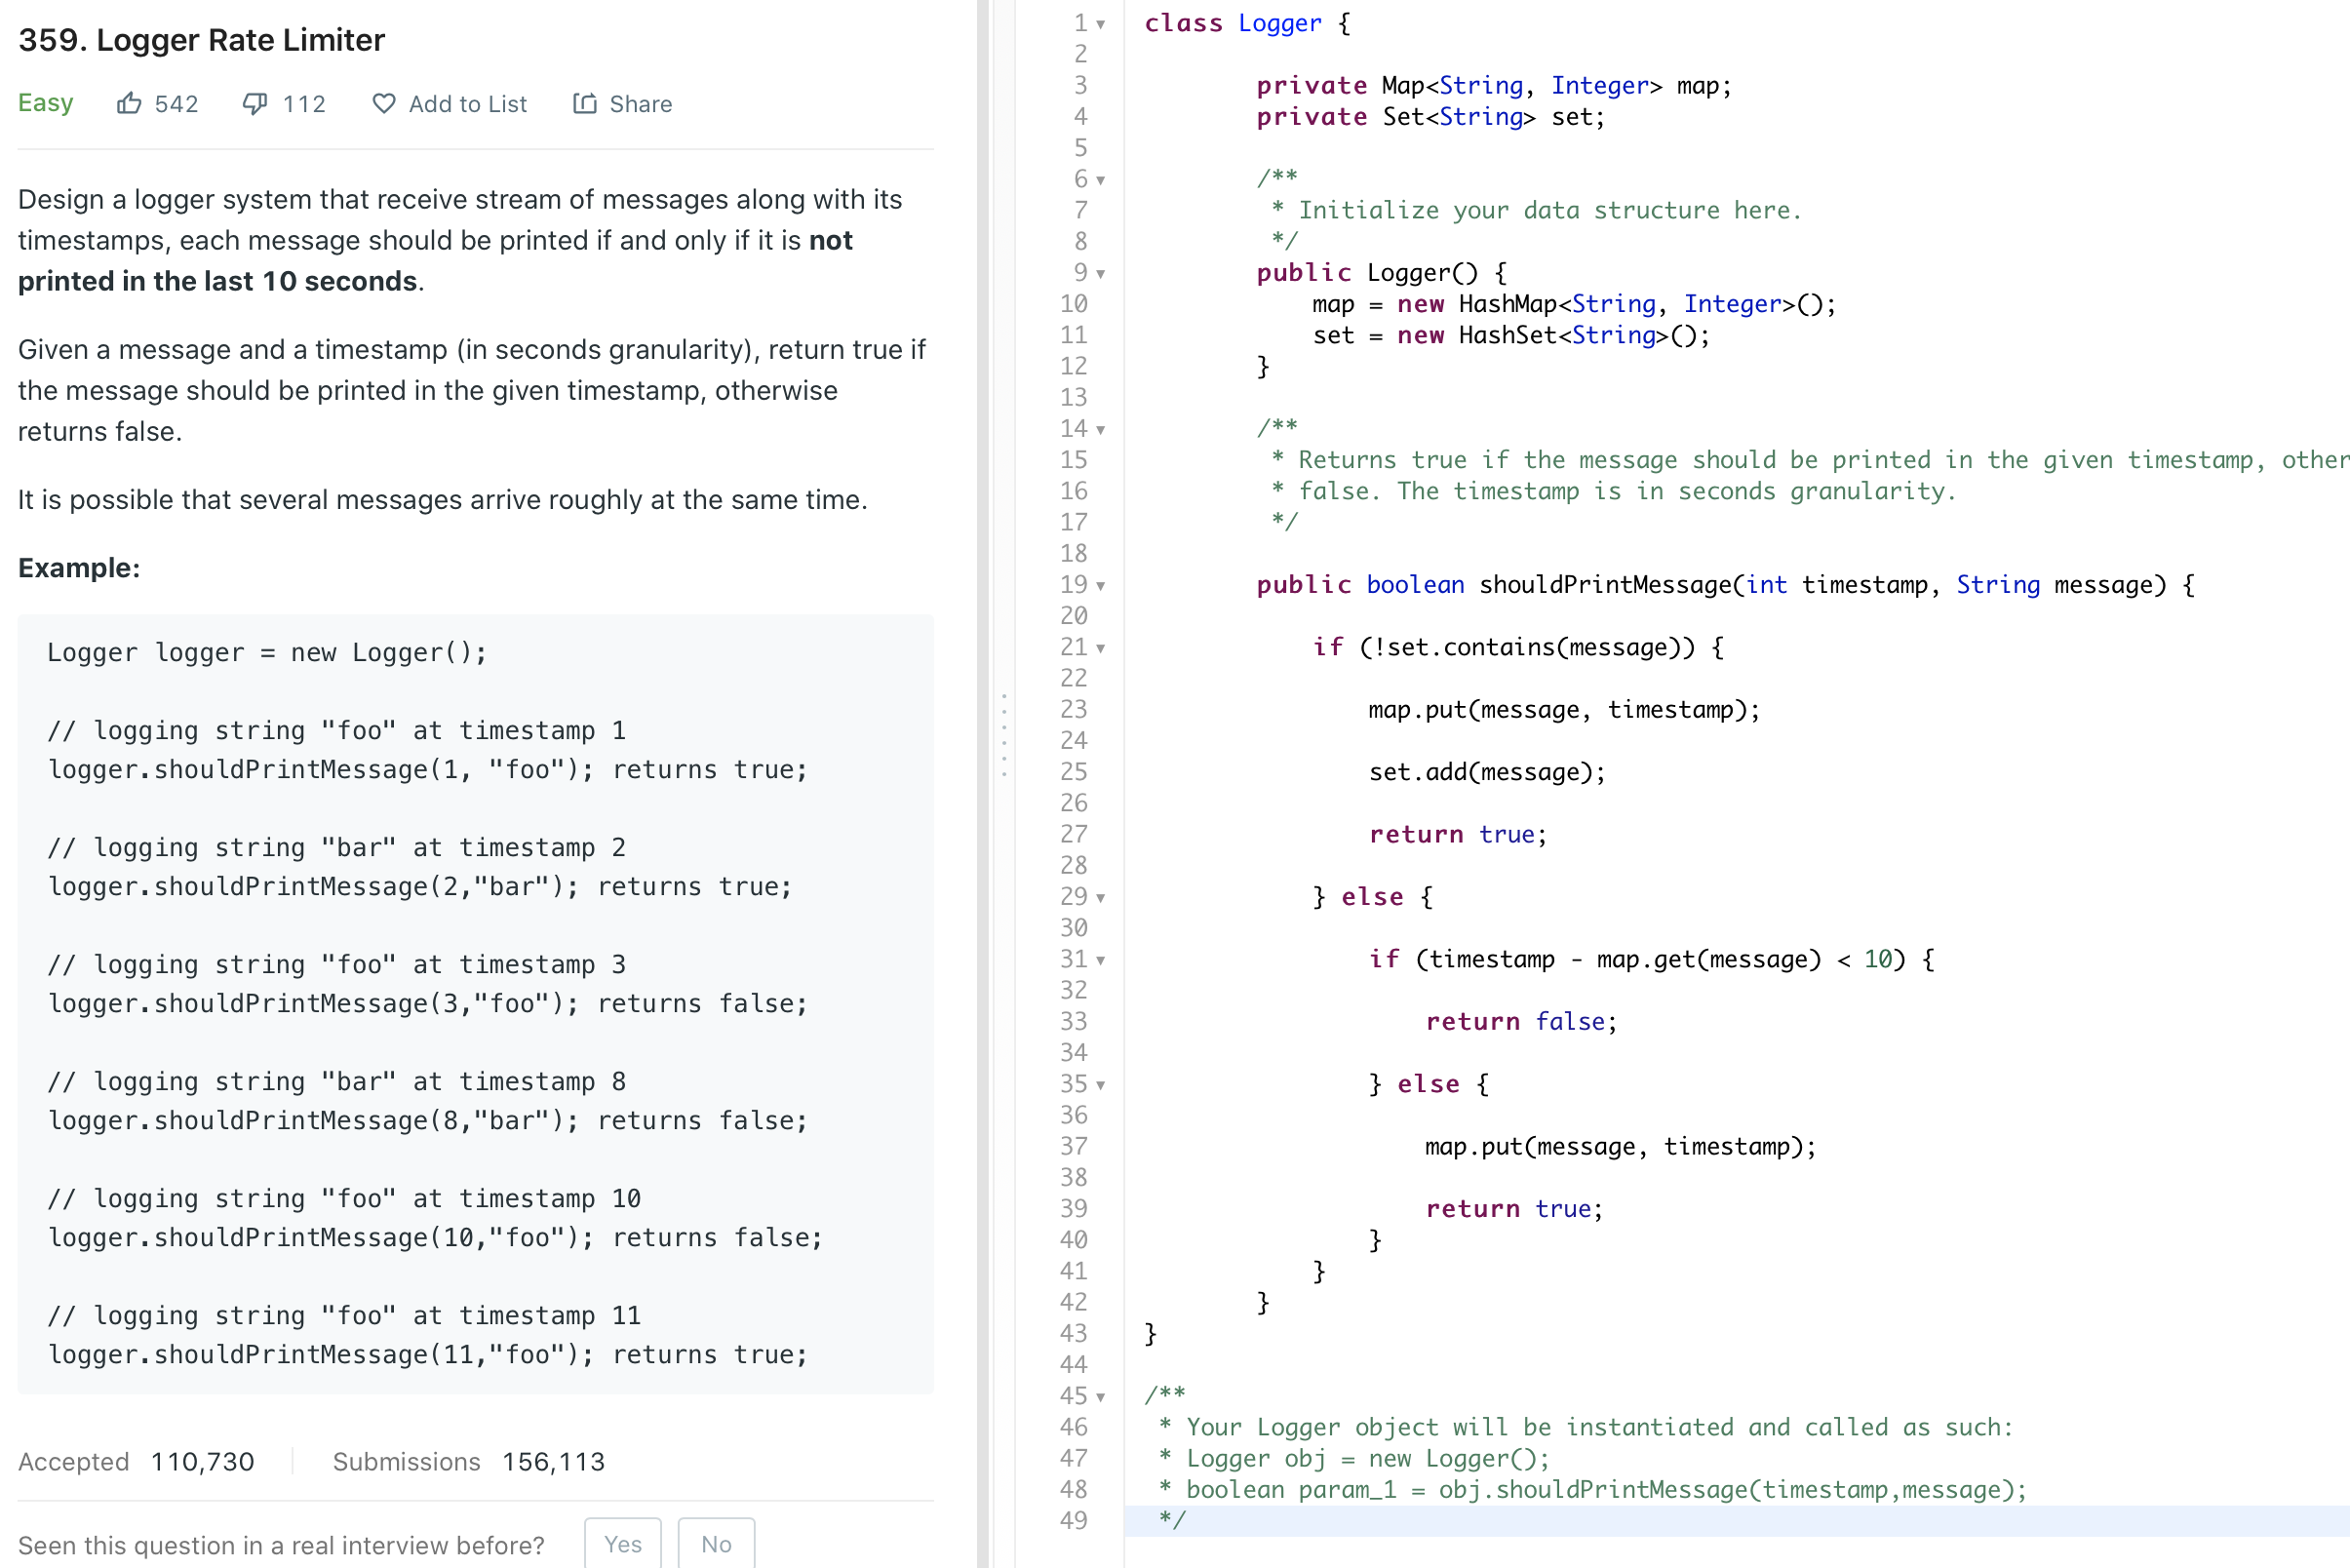 359. Logger Rate Limiter
Easy 542 112 Add to List Share
Design a logger system that receive stream of messages along with its
timestamps, each message should be printed if and only if it is not
printed in the last 10 seconds.
Given a message and a timestamp (in seconds granularity), return true if
the message should be printed in the given timestamp, otherwise
returns false.
It is possible that several messages arrive roughly at the same time.
Example:
Logger logger = new Logger();
// logging string "foo" at timestamp 1
logger.shouldPrintMessage(1, "foo"); returns true;
// logging string "bar" at timestamp 2
logger.shouldPrintMessage(2,"bar"); returns true;
// logging string "foo" at timestamp 3
logger.shouldPrintMessage(3,"foo"); returns false;
// logging string "bar" at timestamp 8
logger.shouldPrintMessage(8,"bar"); returns false;
// logging string "foo" at timestamp 10
logger.shouldPrintMessage(10,"foo"); returns false;
// logging string "foo" at timestamp 11
logger.shouldPrintMessage(11,"foo"); returns true;
Accepted 110,730 Submissions 156,113
Seen this question in a real interview before? Yes No
1 class Logger {
2
3 private Map<String, Integer> map;
4 private Set<String> set;
5
6 /**
7 * Initialize your data structure here.
8 */
9 public Logger() {
10 map = new HashMap<String, Integer>();
11 set = new HashSet<String>();
12 }
13
14 /**
15 * Returns true if the message should be printed in the given timestamp, other
16 * false. The timestamp is in seconds granularity.
17 */
18
19 public boolean shouldPrintMessage(int timestamp, String message) {
20
21 if (!set.contains(message)) {
22
23 map.put(message, timestamp);
24
25 set.add(message);
26
27 return true;
28
29 } else {
30
31 if (timestamp - map.get(message) < 10) {
32
33 return false;
34
35 } else {
36
37 map.put(message, timestamp);
38
39 return true;
40 }
41 }
42 }
43 }
44
45 /**
46 * Your Logger object will be instantiated and called as such:
47 * Logger obj = new Logger();
48 * boolean param_1 = obj.shouldPrintMessage(timestamp,message);
49 */